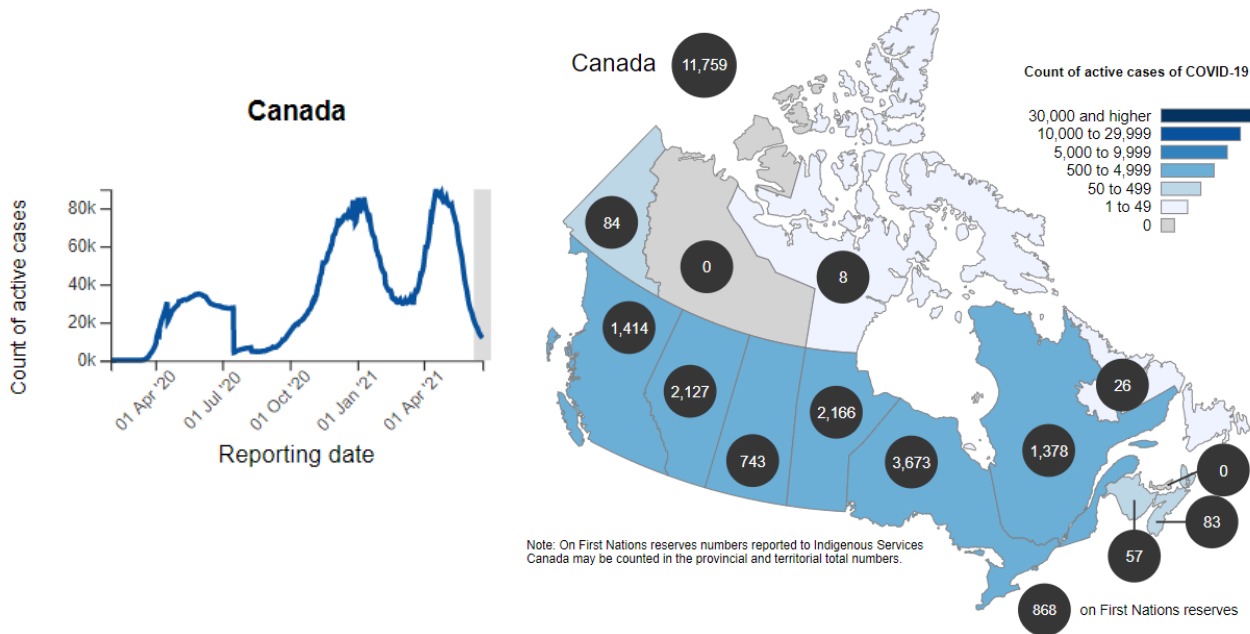 Canada
Count of active cases
80k
60k
40k
20k
0k
01 Apr '20
01 Jul '20
01 Oct '20
01 Jan '21
01 Apr '21
Reporting date
Canada
11,759
Count of active cases of COVID-19
30,000 and higher
10,000 to 29,999
5,000 to 9,999
500 to 4,999
50 to 499
1 to 49
0
84
0
8
1,414
2,127
743
2,166
3,673
1,378
26
0
83
57
Note: On First Nations reserves numbers reported to Indigenous Services
Canada may be counted in the provincial and territorial total numbers.
868 on First Nations reserves